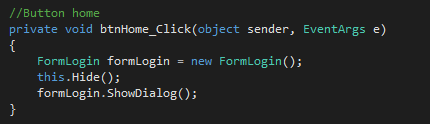 //Button home
private void btnHome_Click(object sender, EventArgs e)
{
    FormLogin formLogin = new FormLogin();
    this.Hide();
    formLogin.ShowDialog();
}